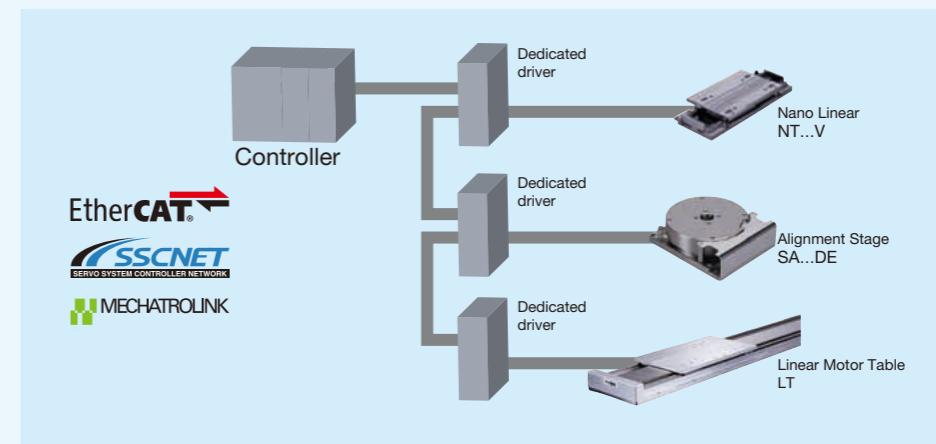 Dedicated
driver
Nano Linear
NT...V
Controller
Dedicated
driver
EtherCAT®
Alignment Stage
SA...DE
SSCNET
SERVO SYSTEM CONTROLLER NETWORK
MECHATROLINK
Dedicated
driver
Linear Motor Table
LT